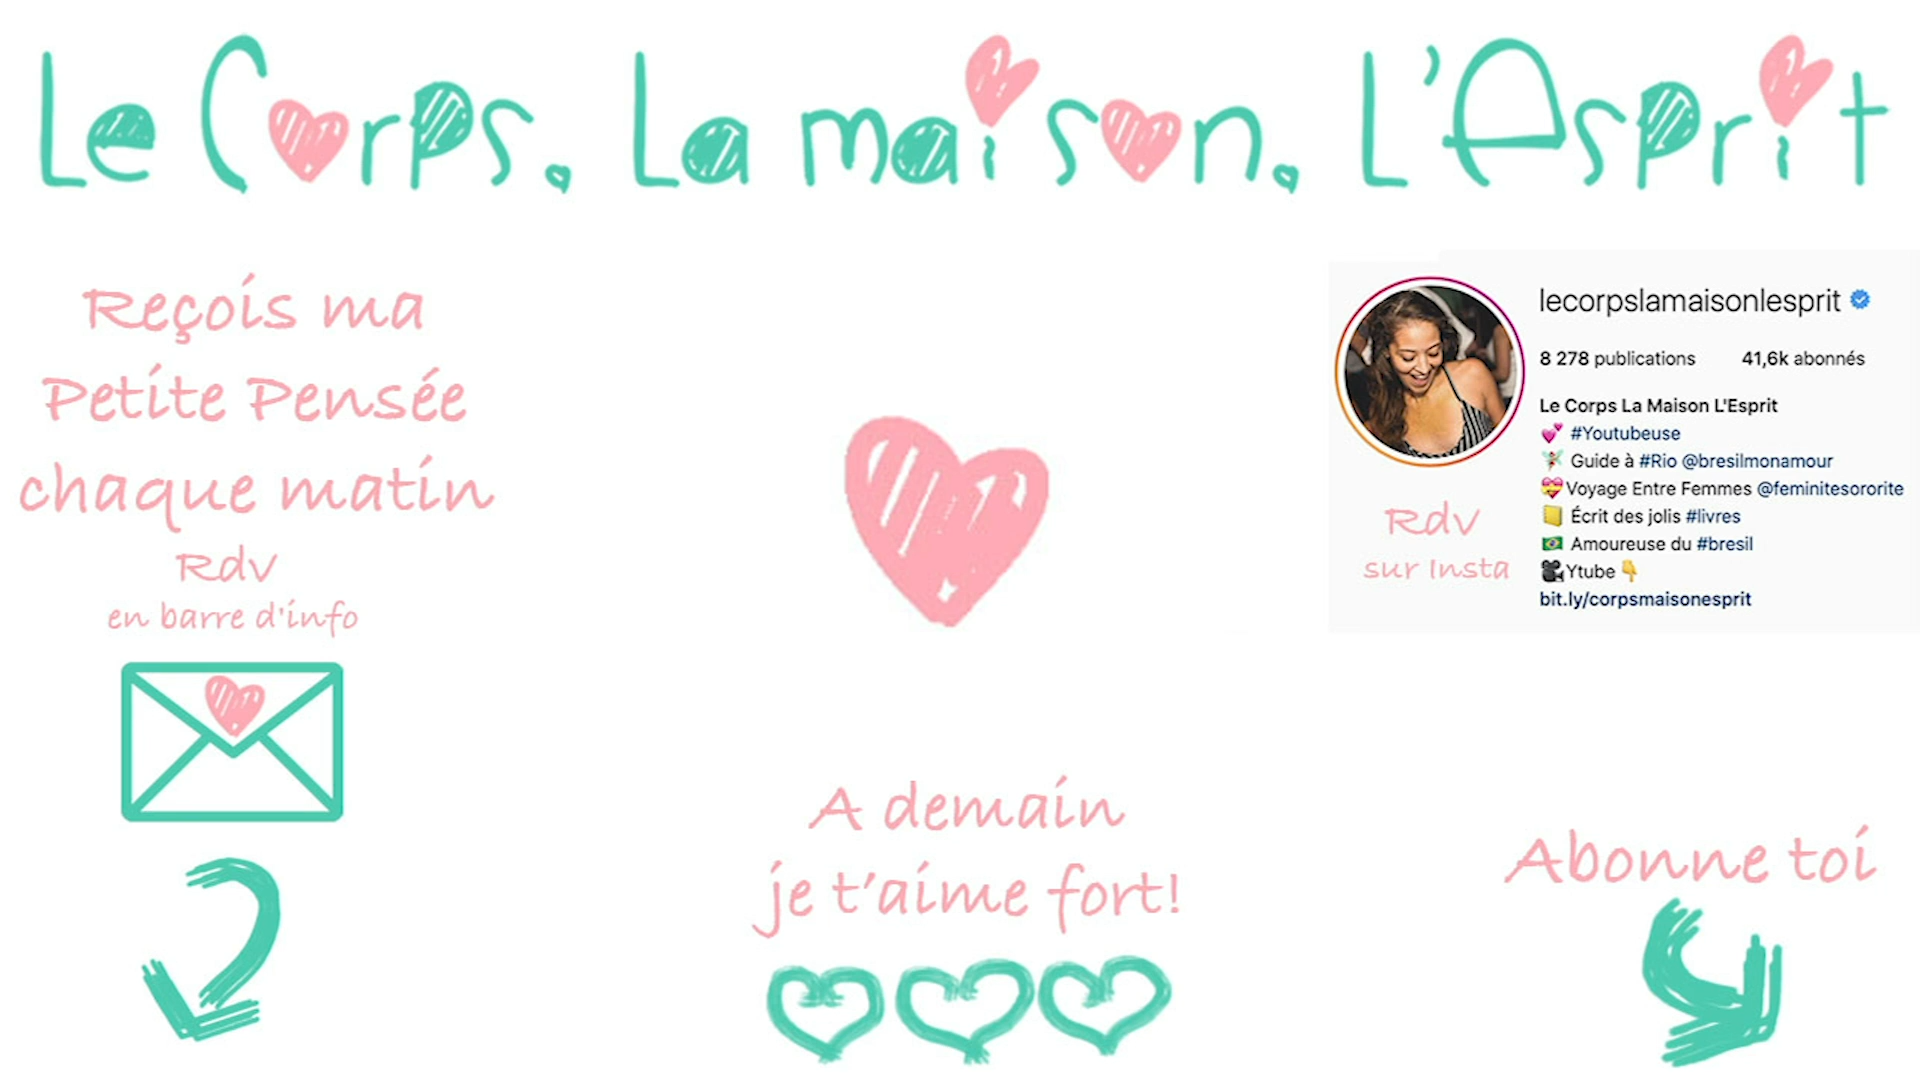 Le Corps. La maison. L'Esprit
Reçois ma
Petite Pensée
chaque matin
Rdv
en barre d'info
lecorpslamaisonlesprit
8 278 publications 41,6k abonnés
Le Corps La Maison L'Esprit
#Youtubeuse
Guide à #Rio @bresilmonamour
Voyage Entre Femmes @feminitesororite
Écrit des jolis #livres
Amoureuse du #bresil
Ytube
bit.ly/corpsmaisonesprit
Rdv
sur Insta
A demain
je t’aime fort!
Abonne toi